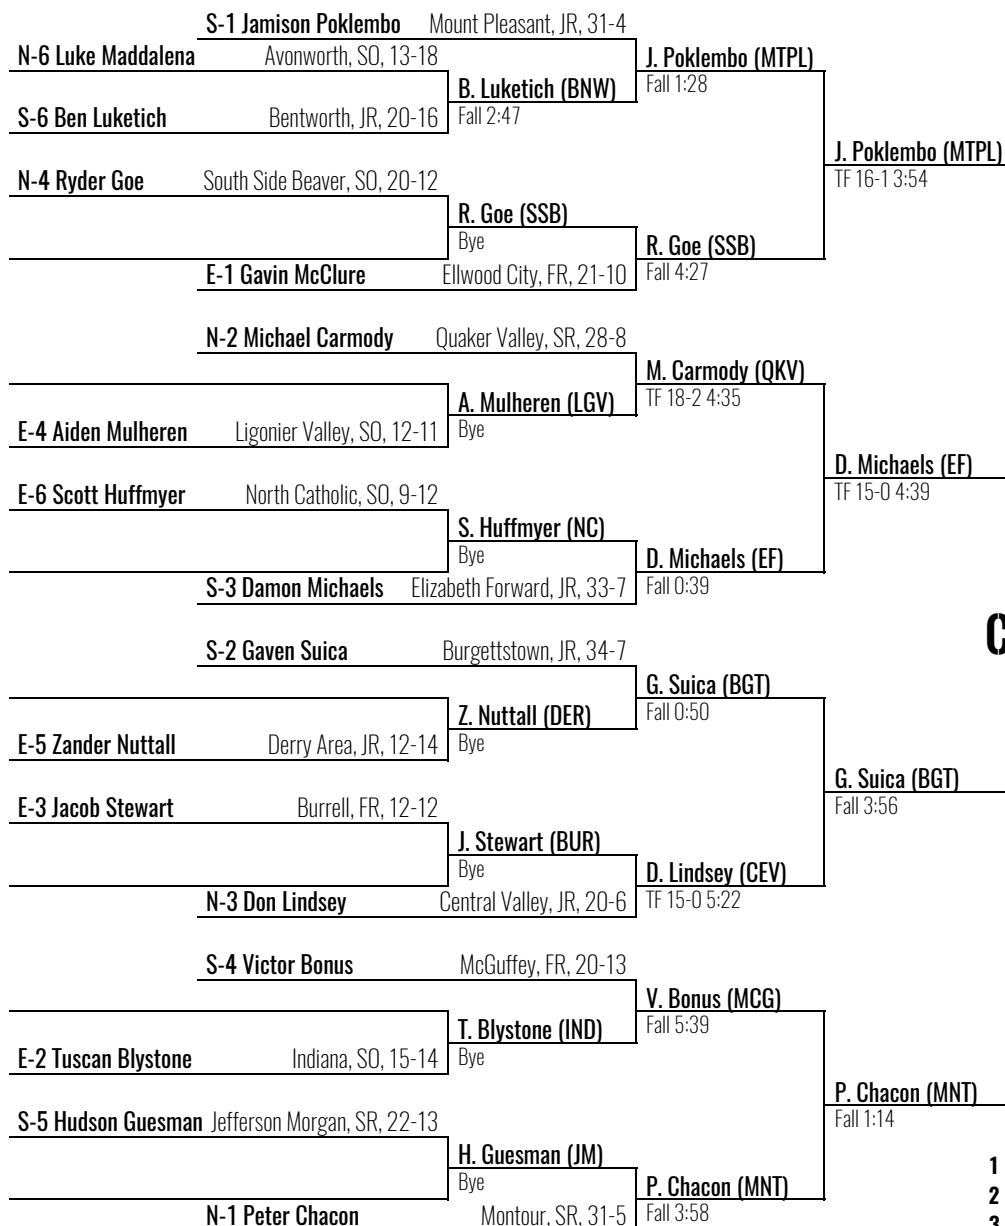 S-1 Jamison Poklembo Mount Pleasant, JR, 31-4
N-6 Luke Maddalena Avonworth, SO, 13-18
J. Poklembo (MTPL)
Fall 1:28
B. Luketich (BNW)
Fall 2:47
S-6 Ben Luketich Bentworth, JR, 20-16
J. Poklembo (MTPL)
TF 16-1 3:54
N-4 Ryder Goe South Side Beaver, SO, 20-12
R. Goe (SSB)
Bye
R. Goe (SSB)
Fall 4:27
E-1 Gavin McClure Ellwood City, FR, 21-10
N-2 Michael Carmody Quaker Valley, SR, 28-8
M. Carmody (QKV)
TF 18-2 4:35
A. Mulheren (LGV)
Bye
E-4 Aiden Mulheren Ligonier Valley, SO, 12-11
D. Michaels (EF)
TF 15-0 4:39
E-6 Scott Huffmyer North Catholic, SO, 9-12
S. Huffmyer (NC)
Bye
D. Michaels (EF)
Fall 0:39
S-3 Damon Michaels Elizabeth Forward, JR, 33-7
C
S-2 Gaven Suica Burgettstown, JR, 34-7
G. Suica (BGT)
Fall 0:50
Z. Nuttall (DER)
Bye
E-5 Zander Nuttall Derry Area, JR, 12-14
G. Suica (BGT)
Fall 3:56
E-3 Jacob Stewart Burrell, FR, 12-12
J. Stewart (BUR)
Bye
D. Lindsey (CEV)
TF 15-0 5:22
N-3 Don Lindsey Central Valley, JR, 20-6
S-4 Victor Bonus McGuffey, FR, 20-13
V. Bonus (MCG)
Fall 5:39
T. Blystone (IND)
Bye
E-2 Tuscan Blystone Indiana, SO, 15-14
P. Chacon (MNT)
Fall 1:14
S-5 Hudson Guesman Jefferson Morgan, SR, 22-13
H. Guesman (JM)
Bye
P. Chacon (MNT)
Fall 3:58
N-1 Peter Chacon Montour, SR, 31-5
1
2
3